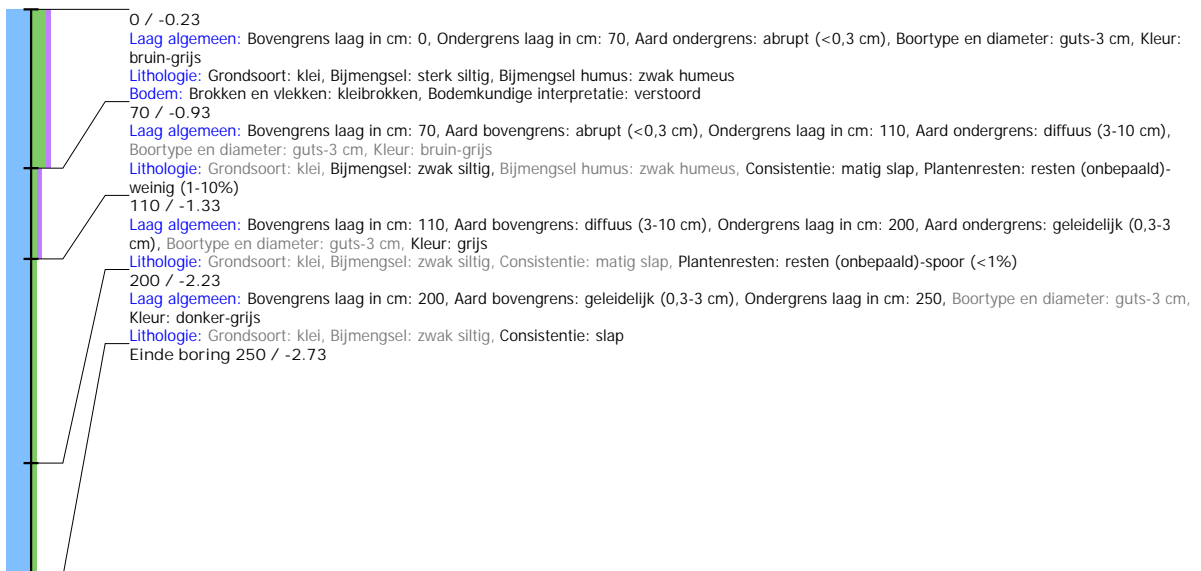 0 / -0.23
Laag algemeen: Bovengrens laag in cm: 0, Ondergrens laag in cm: 70, Aard ondergrens: abrupt (<0,3 cm), Boortype en diameter: guts-3 cm, Kleur:
bruin-grijs
Lithologie: Grondsoort: klei, Bijmengsel: sterk siltig, Bijmengsel humus: zwak humeus
Bodem: Brokken en vlekken: kleibrokken, Bodemkundige interpretatie: verstoord
70 / -0.93
Laag algemeen: Bovengrens laag in cm: 70, Aard bovengrens: abrupt (<0,3 cm), Ondergrens laag in cm: 110, Aard ondergrens: diffuus (3-10 cm),
Boortype en diameter: guts-3 cm, Kleur: bruin-grijs
Lithologie: Grondsoort: klei, Bijmengsel: zwak siltig, Bijmengsel humus: zwak humeus, Consistentie: matig slap, Plantenresten: resten (onbepaald)-
weinig (1-10%)
110 / -1.33
Laag algemeen: Bovengrens laag in cm: 110, Aard bovengrens: diffuus (3-10 cm), Ondergrens laag in cm: 200, Aard ondergrens: geleidelijk (0,3-3
cm), Boortype en diameter: guts-3 cm, Kleur: grijs
Lithologie: Grondsoort: klei, Bijmengsel: zwak siltig, Consistentie: matig slap, Plantenresten: resten (onbepaald)-spoor (<1%)
200 / -2.23
Laag algemeen: Bovengrens laag in cm: 200, Aard bovengrens: geleidelijk (0,3-3 cm), Ondergrens laag in cm: 250, Boortype en diameter: guts-3 cm,
Kleur: donker-grijs
Lithologie: Grondsoort: klei, Bijmengsel: zwak siltig, Consistentie: slap
Einde boring 250 / -2.73